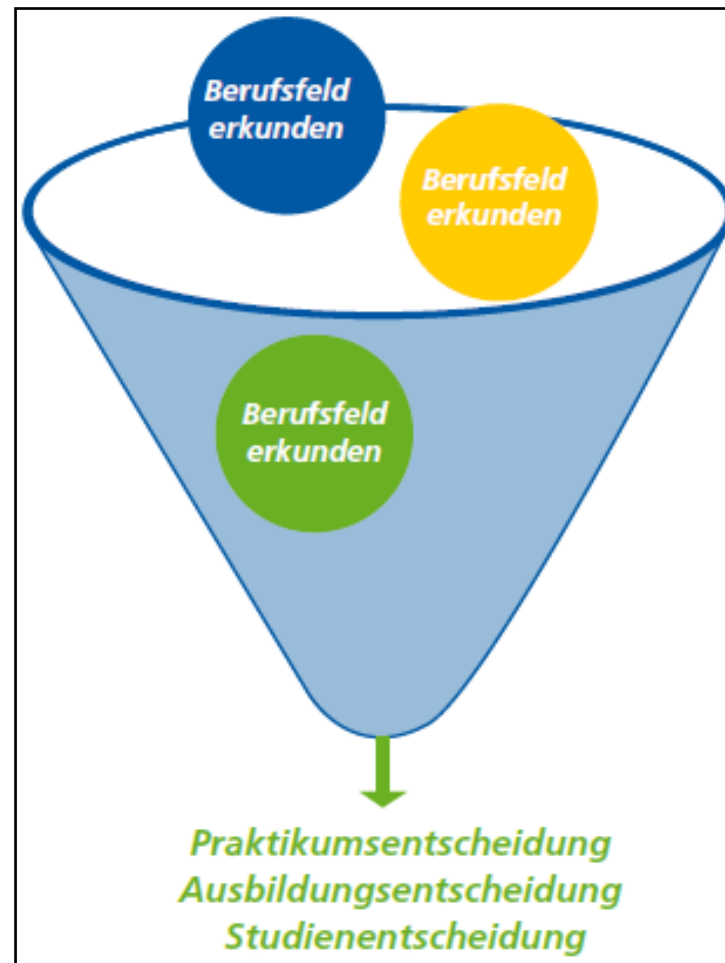 Berufsfeld
erkunden
Berufsfeld
erkunden
Berufsfeld
erkunden
Praktikumsentscheidung
Ausbildungsentscheidung
Studienentscheidung